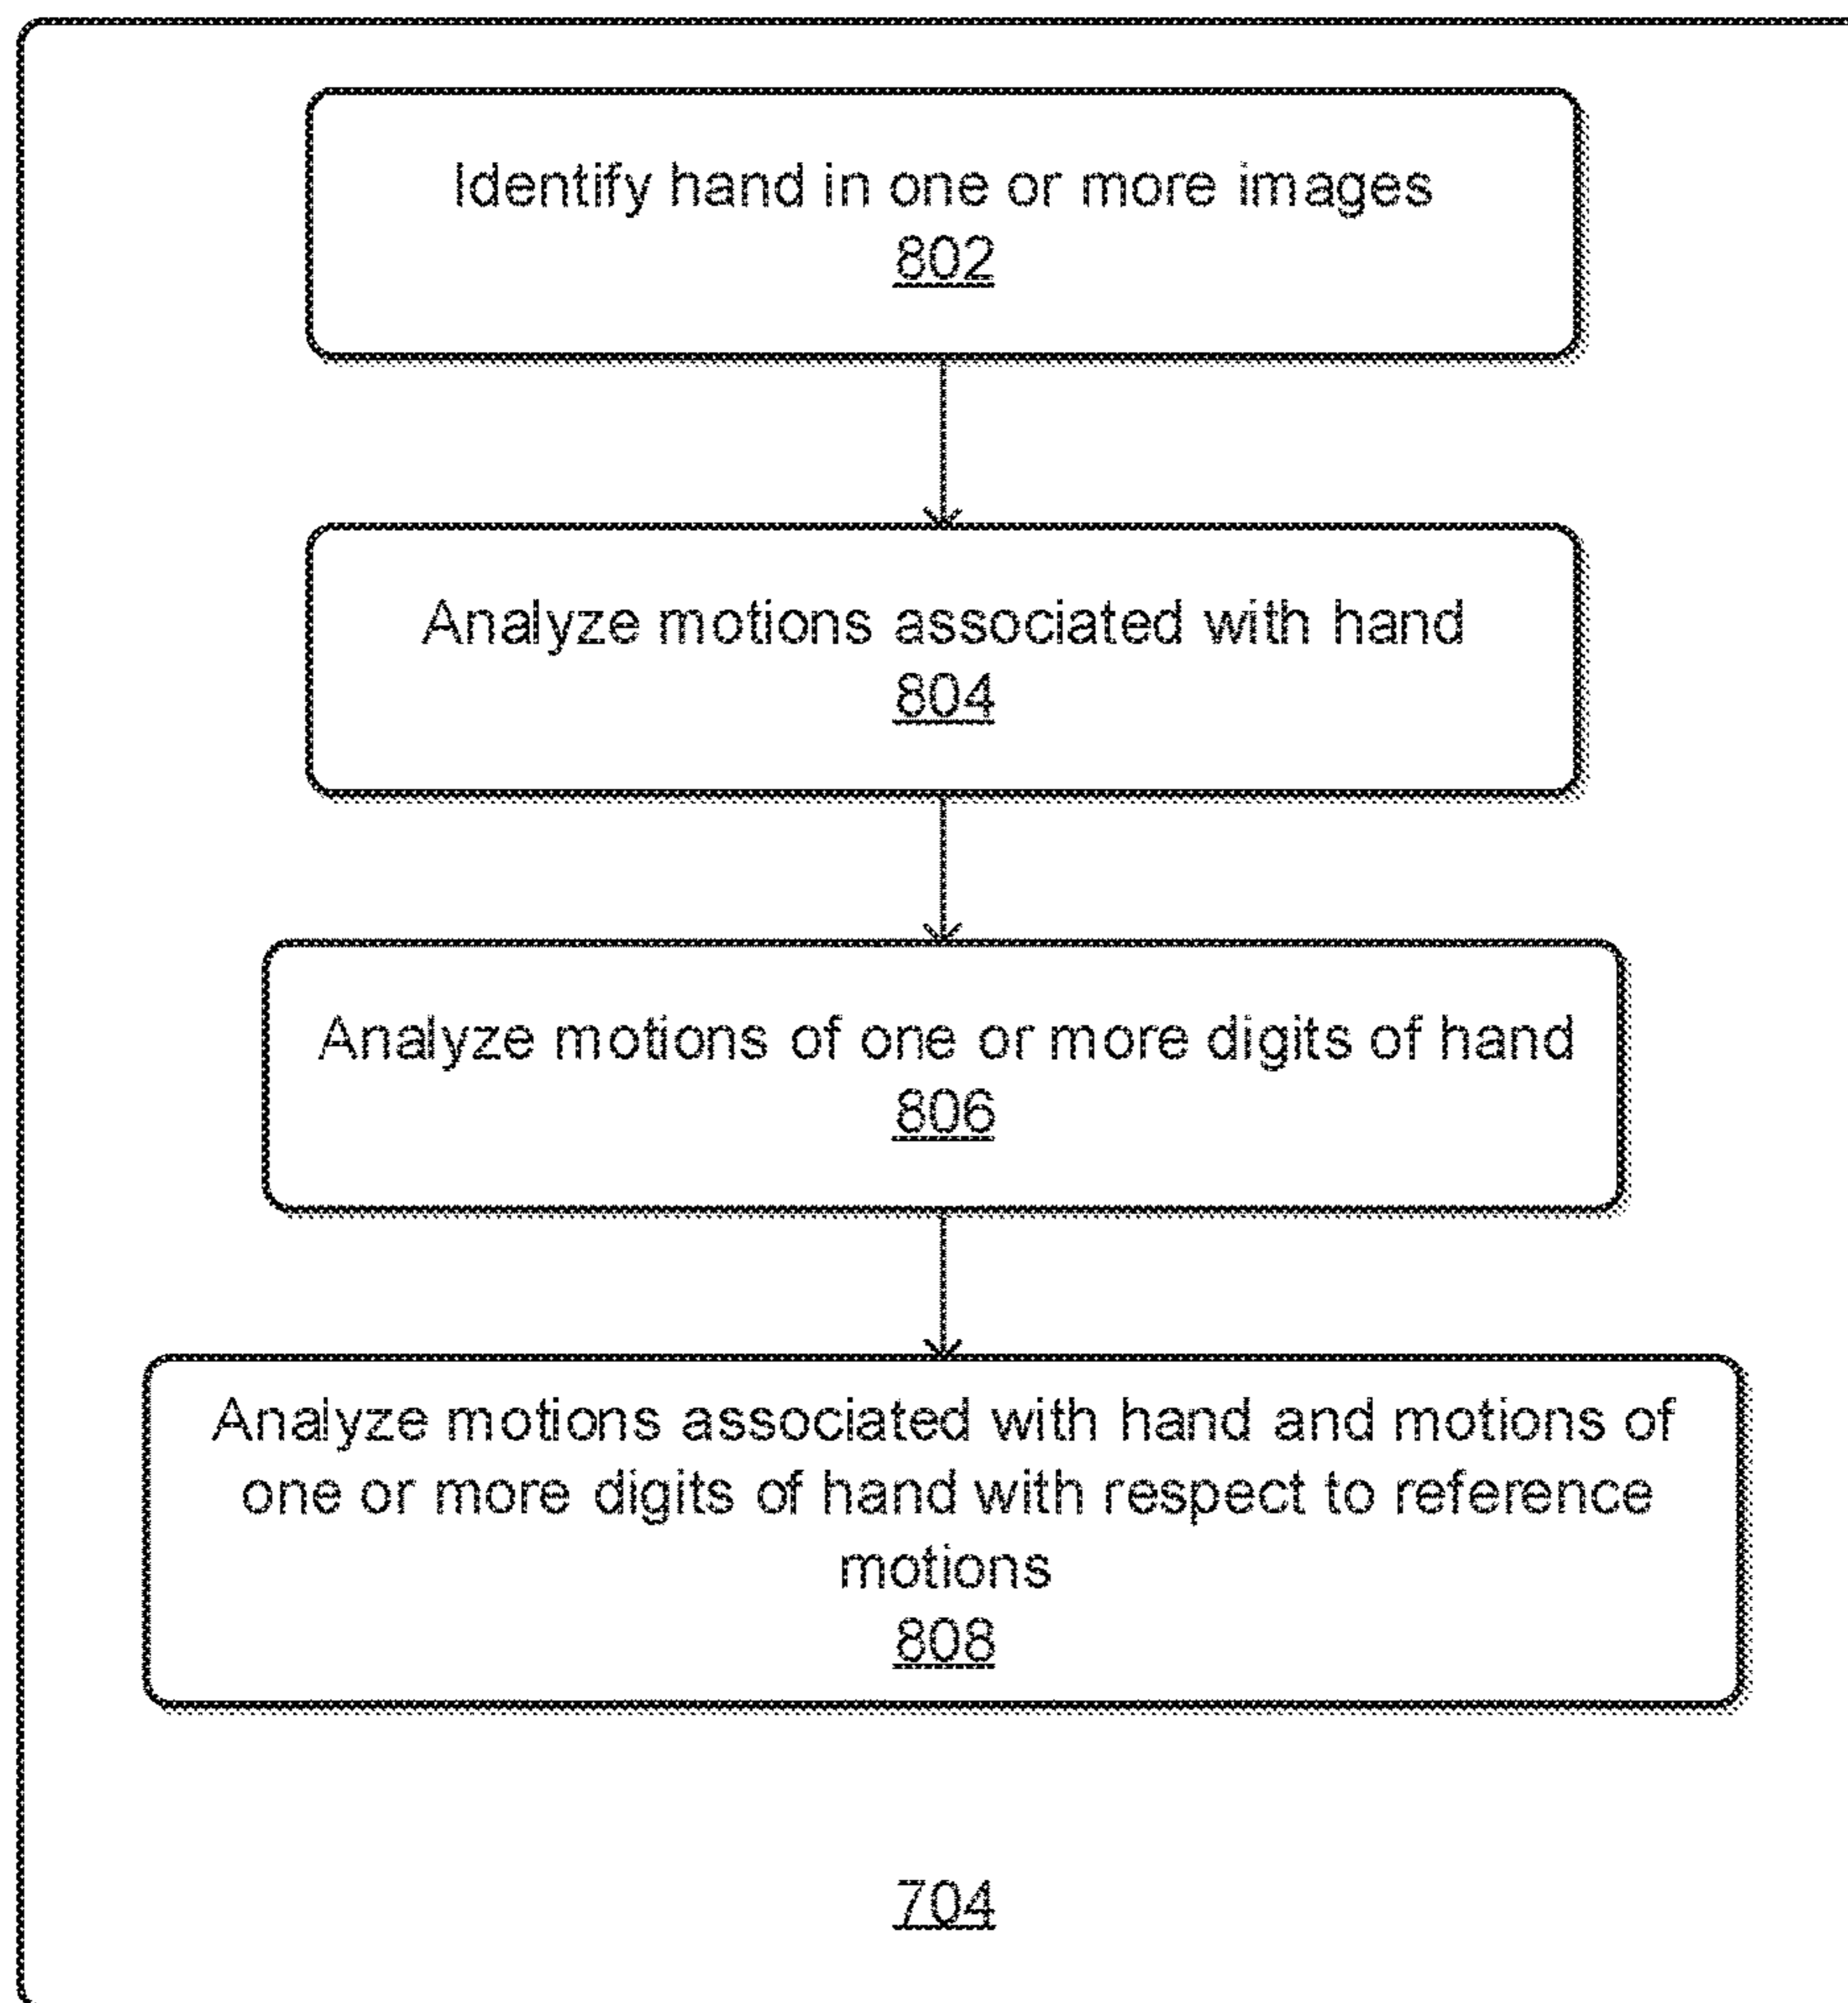 Identify hand in one or more images
802
Analyze motions associated with hand
804
Analyze motions of one or more digits of hand
806
Analyze motions associated with hand and motions of
one or more digits of hand with respect to reference
motions
808
704